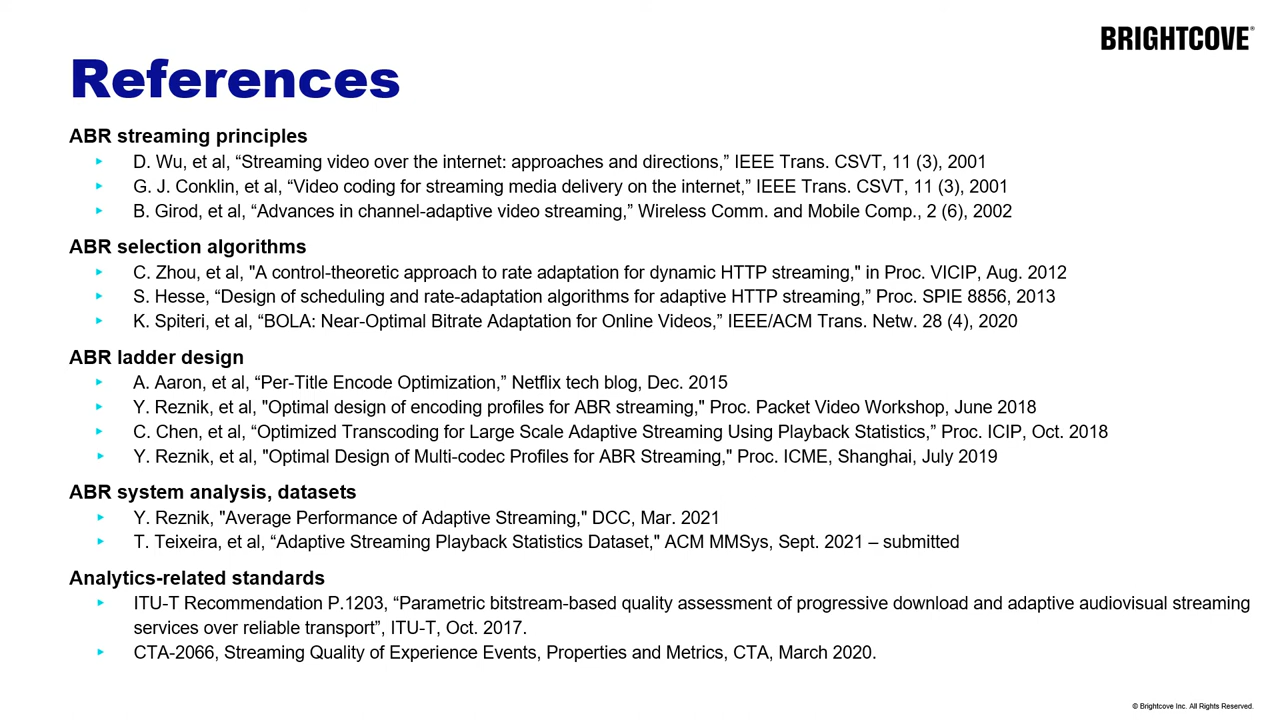 BRIGHTCOVE®
References
ABR streaming principles
D. Wu, et al, “Streaming video over the internet: approaches and directions,” IEEE Trans. CSVT, 11 (3), 2001
G. J. Conklin, et al, “Video coding for streaming media delivery on the internet,” IEEE Trans. CSVT, 11 (3), 2001
B. Girod, et al, “Advances in channel-adaptive video streaming,” Wireless Comm. and Mobile Comp., 2 (6), 2002
ABR selection algorithms
C. Zhou, et al, "A control-theoretic approach to rate adaptation for dynamic HTTP streaming," in Proc. VICIP, Aug. 2012
S. Hesse, “Design of scheduling and rate-adaptation algorithms for adaptive HTTP streaming,” Proc. SPIE 8856, 2013
K. Spiteri, et al, “BOLA: Near-Optimal Bitrate Adaptation for Online Videos,” IEEE/ACM Trans. Netw. 28 (4), 2020
ABR ladder design
A. Aaron, et al, “Per-Title Encode Optimization,” Netflix tech blog, Dec. 2015
Y. Reznik, et al, "Optimal design of encoding profiles for ABR streaming," Proc. Packet Video Workshop, June 2018
C. Chen, et al, “Optimized Transcoding for Large Scale Adaptive Streaming Using Playback Statistics,” Proc. ICIP, Oct. 2018
Y. Reznik, et al, "Optimal Design of Multi-codec Profiles for ABR Streaming," Proc. ICME, Shanghai, July 2019
ABR system analysis, datasets
Y. Reznik, "Average Performance of Adaptive Streaming," DCC, Mar. 2021
T. Teixeira, et al, “Adaptive Streaming Playback Statistics Dataset," ACM MMSys, Sept. 2021 – submitted
Analytics-related standards
ITU-T Recommendation P.1203, “Parametric bitstream-based quality assessment of progressive download and adaptive audiovisual streaming
services over reliable transport”, ITU-T, Oct. 2017.
CTA-2066, Streaming Quality of Experience Events, Properties and Metrics, CTA, March 2020.
© Brightcove Inc. All Rights Reserved.